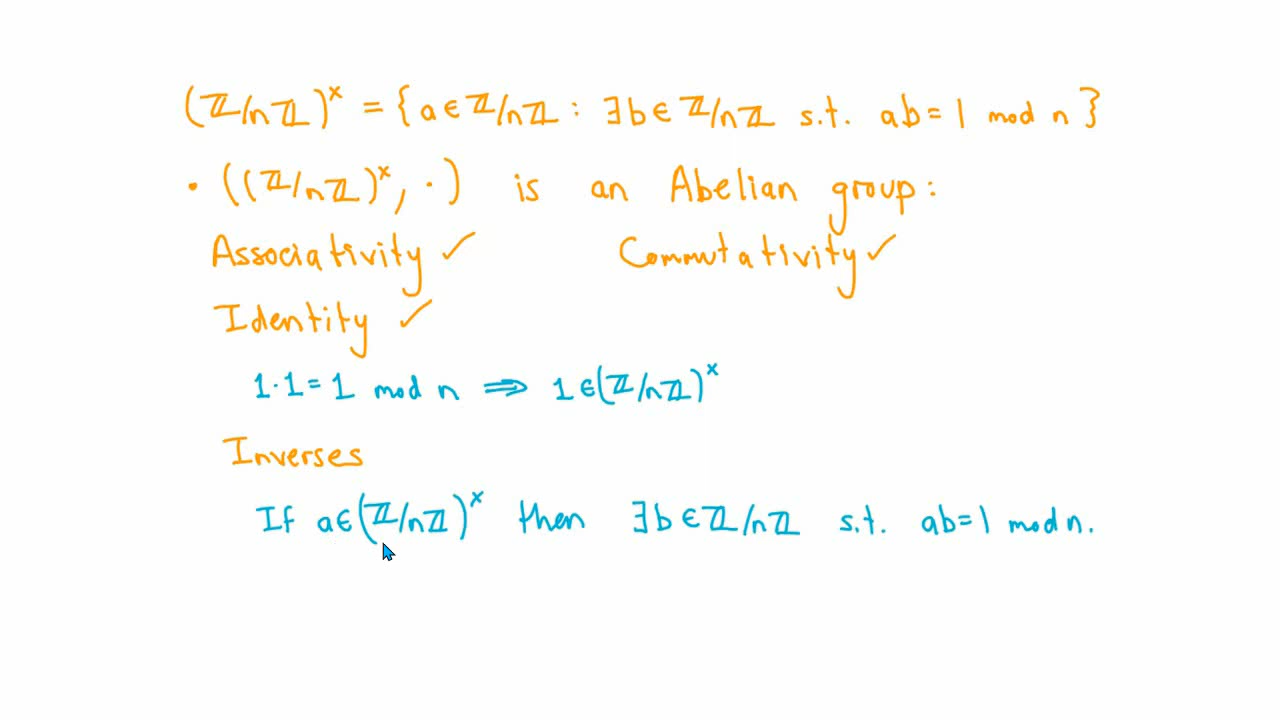 (ℤ/nℤ)ˣ = {a∈ℤ/nℤ : ∃b∈ℤ/nℤ s.t. ab=1 mod n}
• ((ℤ/nℤ)ˣ, ·) is an Abelian group:
Associativity ✓ Commutativity ✓
Identity ✓
1·1=1 mod n ⟹ 1∈(ℤ/nℤ)ˣ
Inverses
If a∈(ℤ/nℤ)ˣ then ∃b∈ℤ/nℤ s.t. ab=1 mod n.